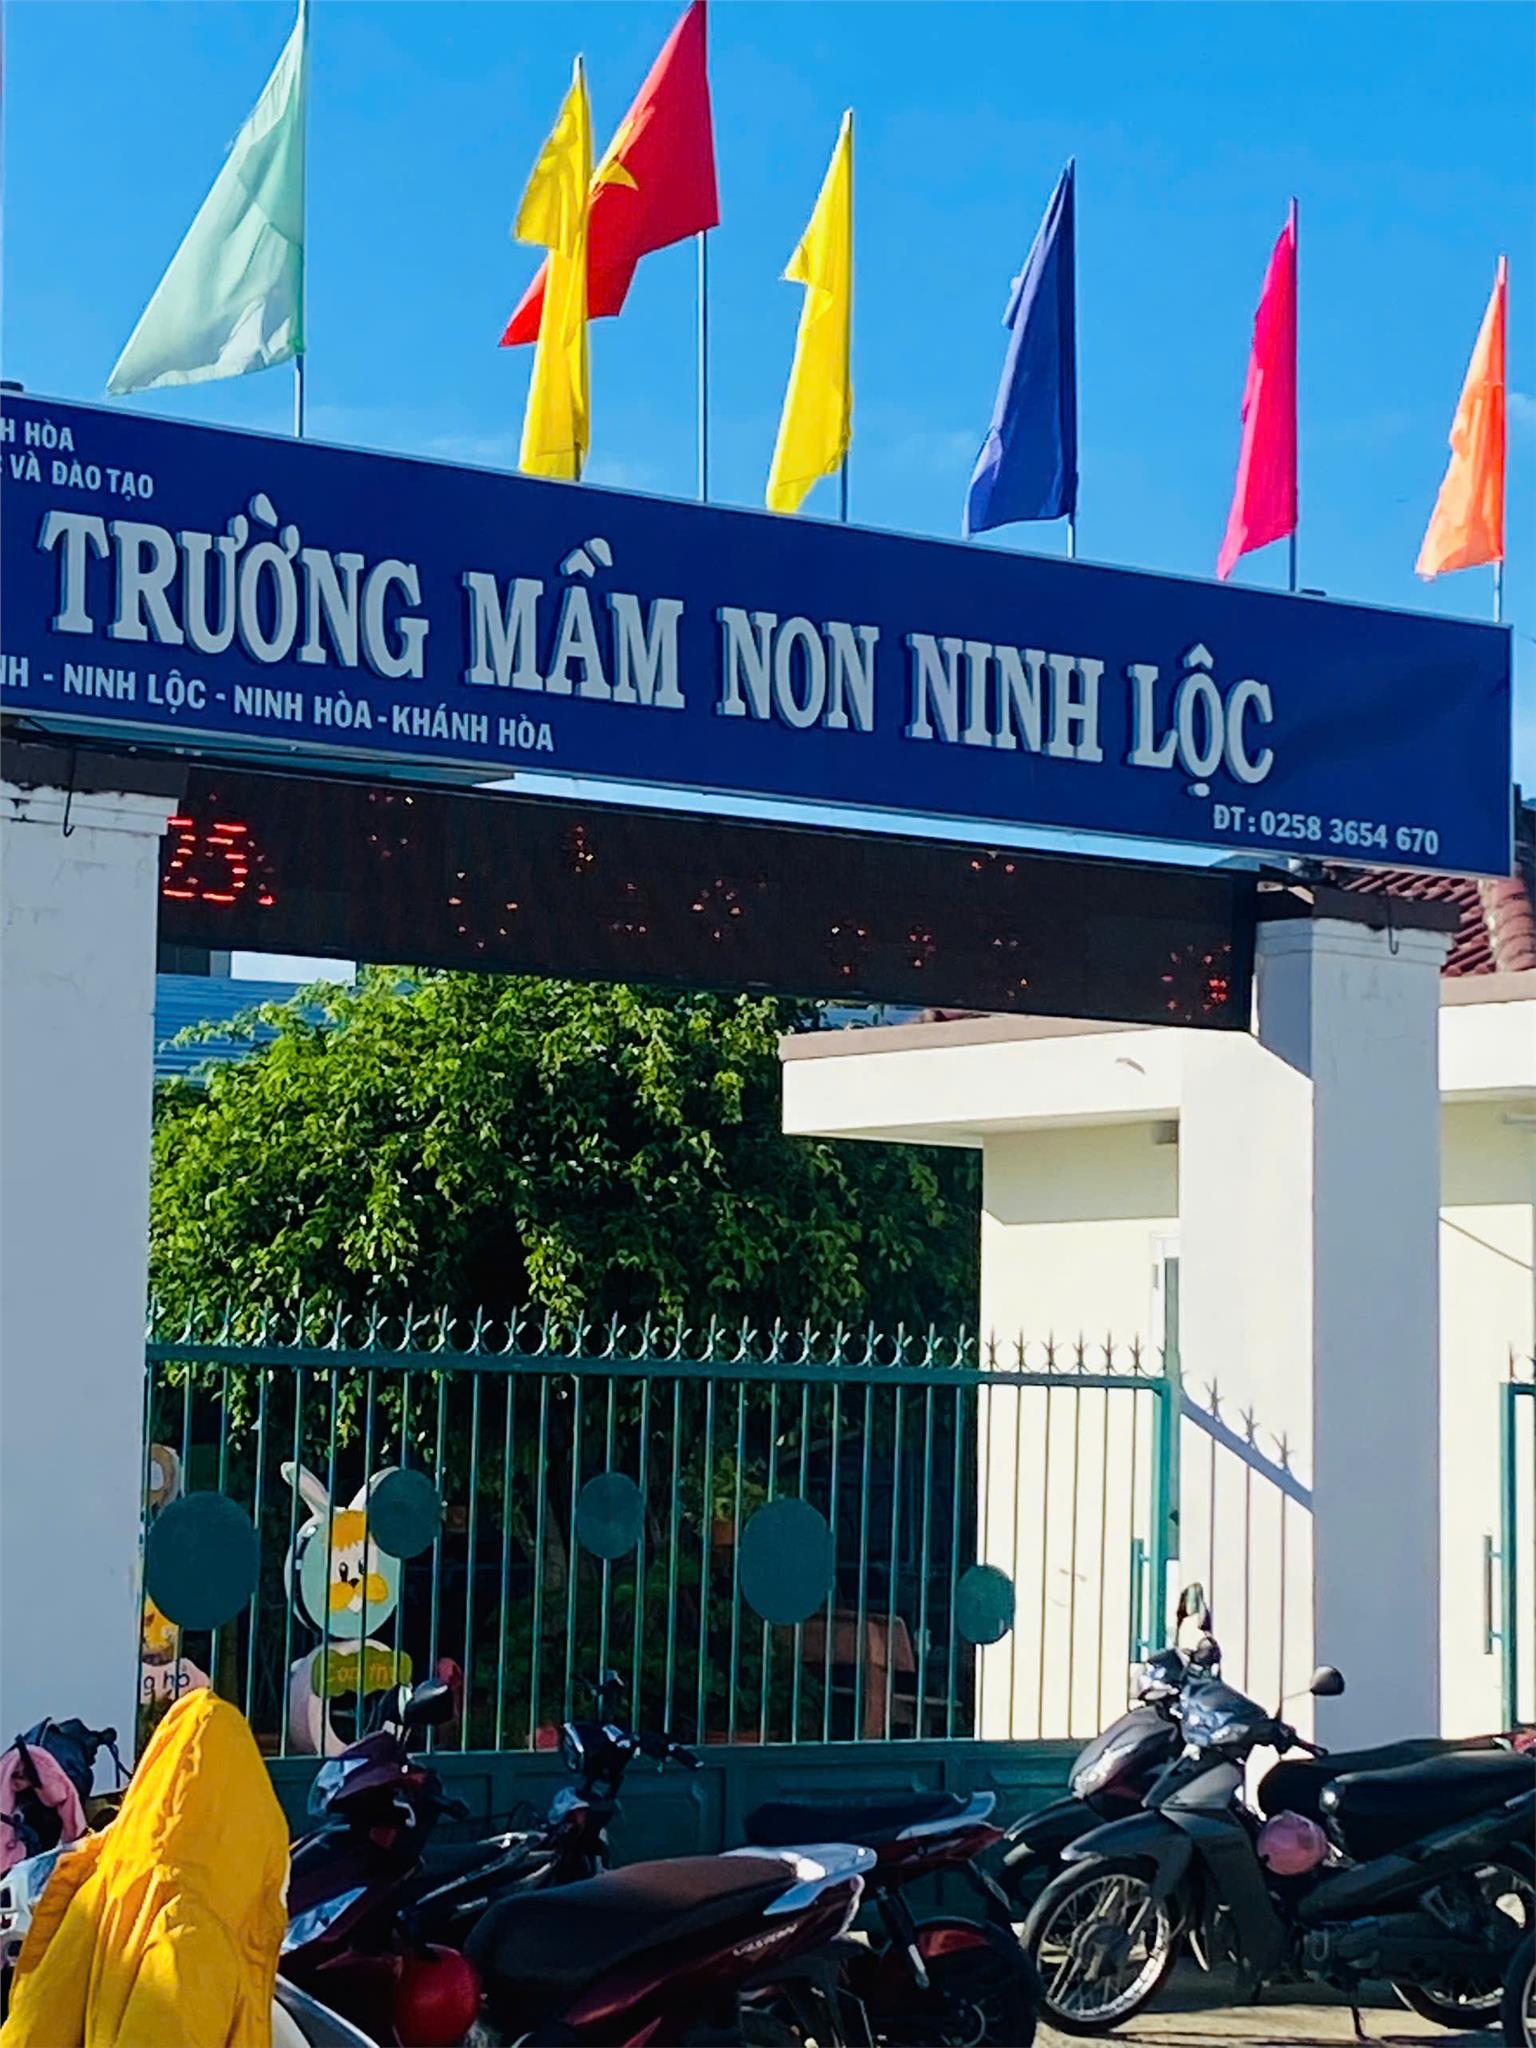 HÒA
VÀ ĐÀO TẠO
TRƯỜNG MẦM NON NINH LỘC
- NINH LỘC - NINH HÒA - KHÁNH HÒA
ĐT: 0258 3654 670